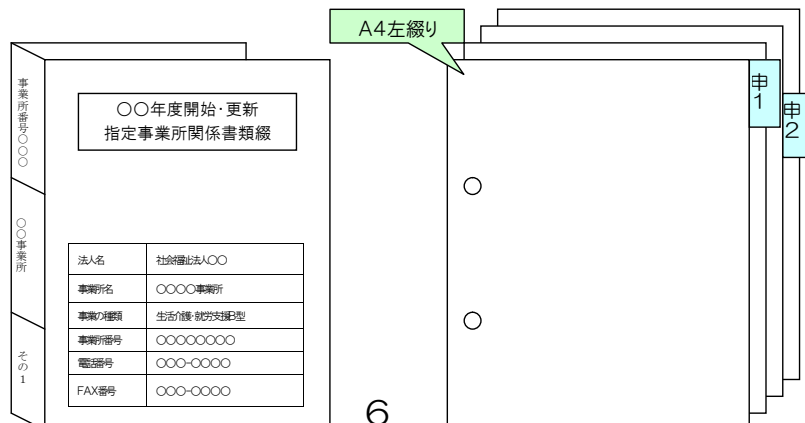 事業所番号〇〇〇
〇〇事業所
その1
〇〇年度開始・更新
指定事業所関係書類綴
法人名 社会福祉法人〇〇
事業所名 〇〇〇〇事業所
事業の種類 生活介護・就労支援B型
事業所番号 〇〇〇〇〇〇〇〇
電話番号 〇〇〇-〇〇〇〇
FAX番号 〇〇〇-〇〇〇〇
A4左綴り
申1
申2
6